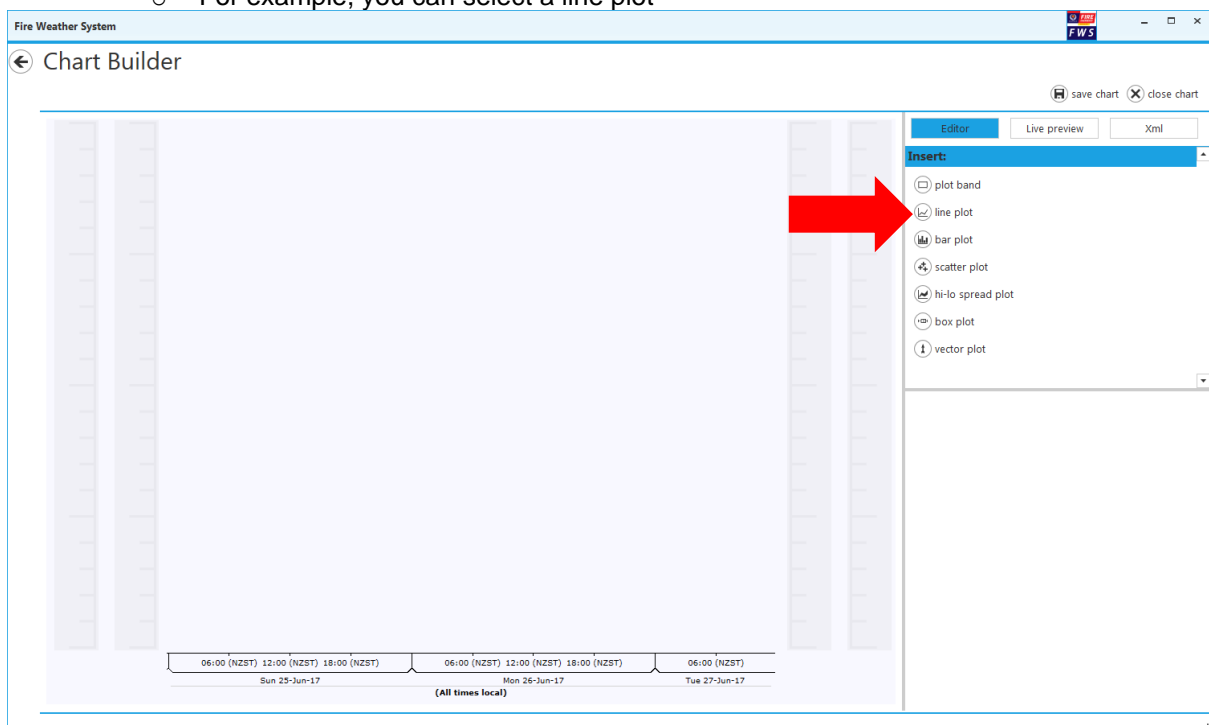 o For example, you can select a line plot
Fire Weather System
FIRE
FWS
Chart Builder
save chart close chart
Editor Live preview Xml
Insert:
plot band
line plot
bar plot
scatter plot
hi-lo spread plot
box plot
vector plot
06:00 (NZST) 12:00 (NZST) 18:00 (NZST) 06:00 (NZST) 12:00 (NZST) 18:00 (NZST) 06:00 (NZST)
Sun 25-Jun-17 Mon 26-Jun-17 Tue 27-Jun-17
(All times local)